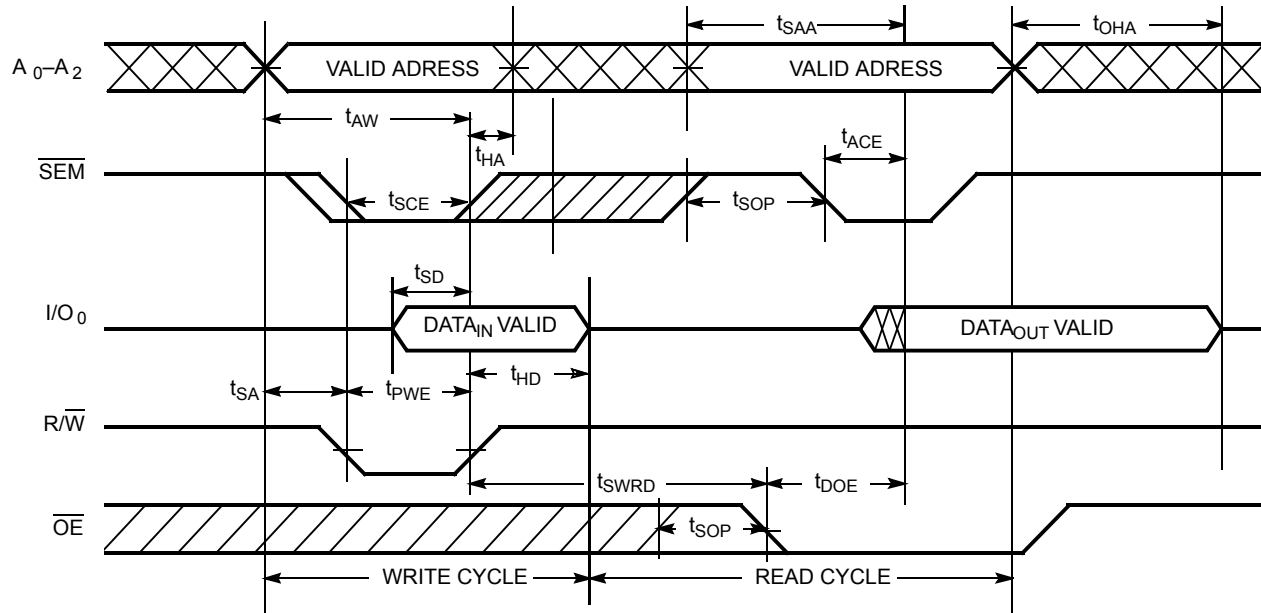 tSAA
tOHA
A0–A2
VALID ADRESS
VALID ADRESS
tAW
tHA
tACE
SEM
tSCE
tSOP
tSD
I/O0
DATAIN VALID
DATAOUT VALID
tSA
tPWE
tHD
R/W
tSWRD
tDOE
OE
tSOP
WRITE CYCLE
READ CYCLE